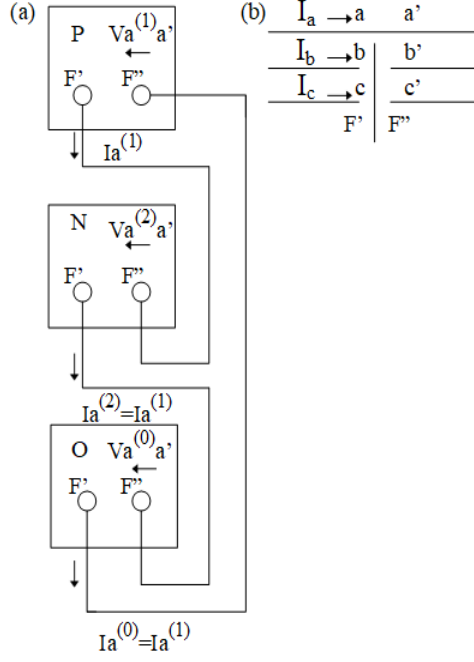 (a)
P Va(1)a’
F’ F”
Ia(1)
N Va(2)a’
F’ F”
Ia(2)=Ia(1)
O Va(0)a’
F’ F”
Ia(0)=Ia(1)
(b)
Ia → a a’
Ib → b b’
Ic → c c’
F’ F”